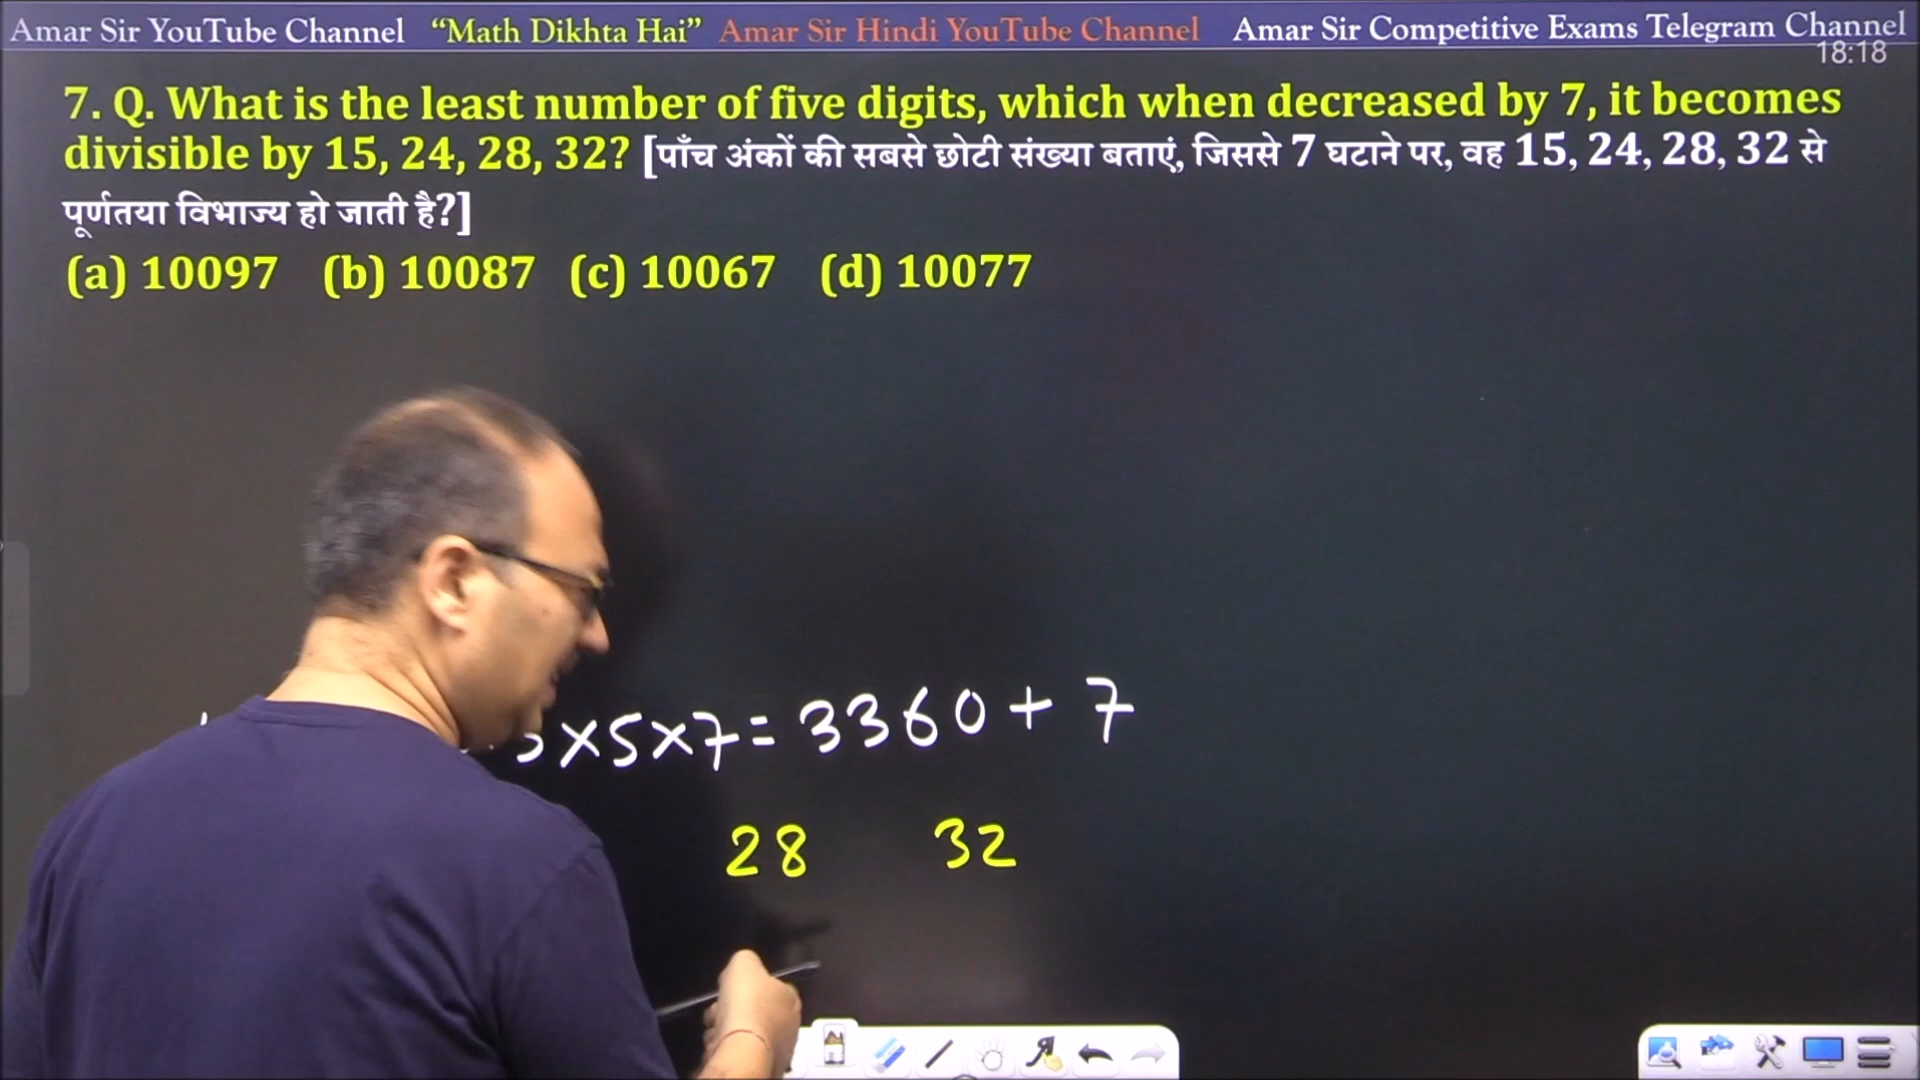 Amar Sir YouTube Channel “Math Dikhta Hai” Amar Sir Hindi YouTube Channel Amar Sir Competitive Exams Telegram Channel
18:18
7. Q. What is the least number of five digits, which when decreased by 7, it becomes
divisible by 15, 24, 28, 32? [पाँच अंकों की सबसे छोटी संख्या बताएं, जिससे 7 घटाने पर, वह 15, 24, 28, 32 से
पूर्णतया विभाज्य हो जाती है?]
(a) 10097 (b) 10087 (c) 10067 (d) 10077
×5×7=3360+7
28 32